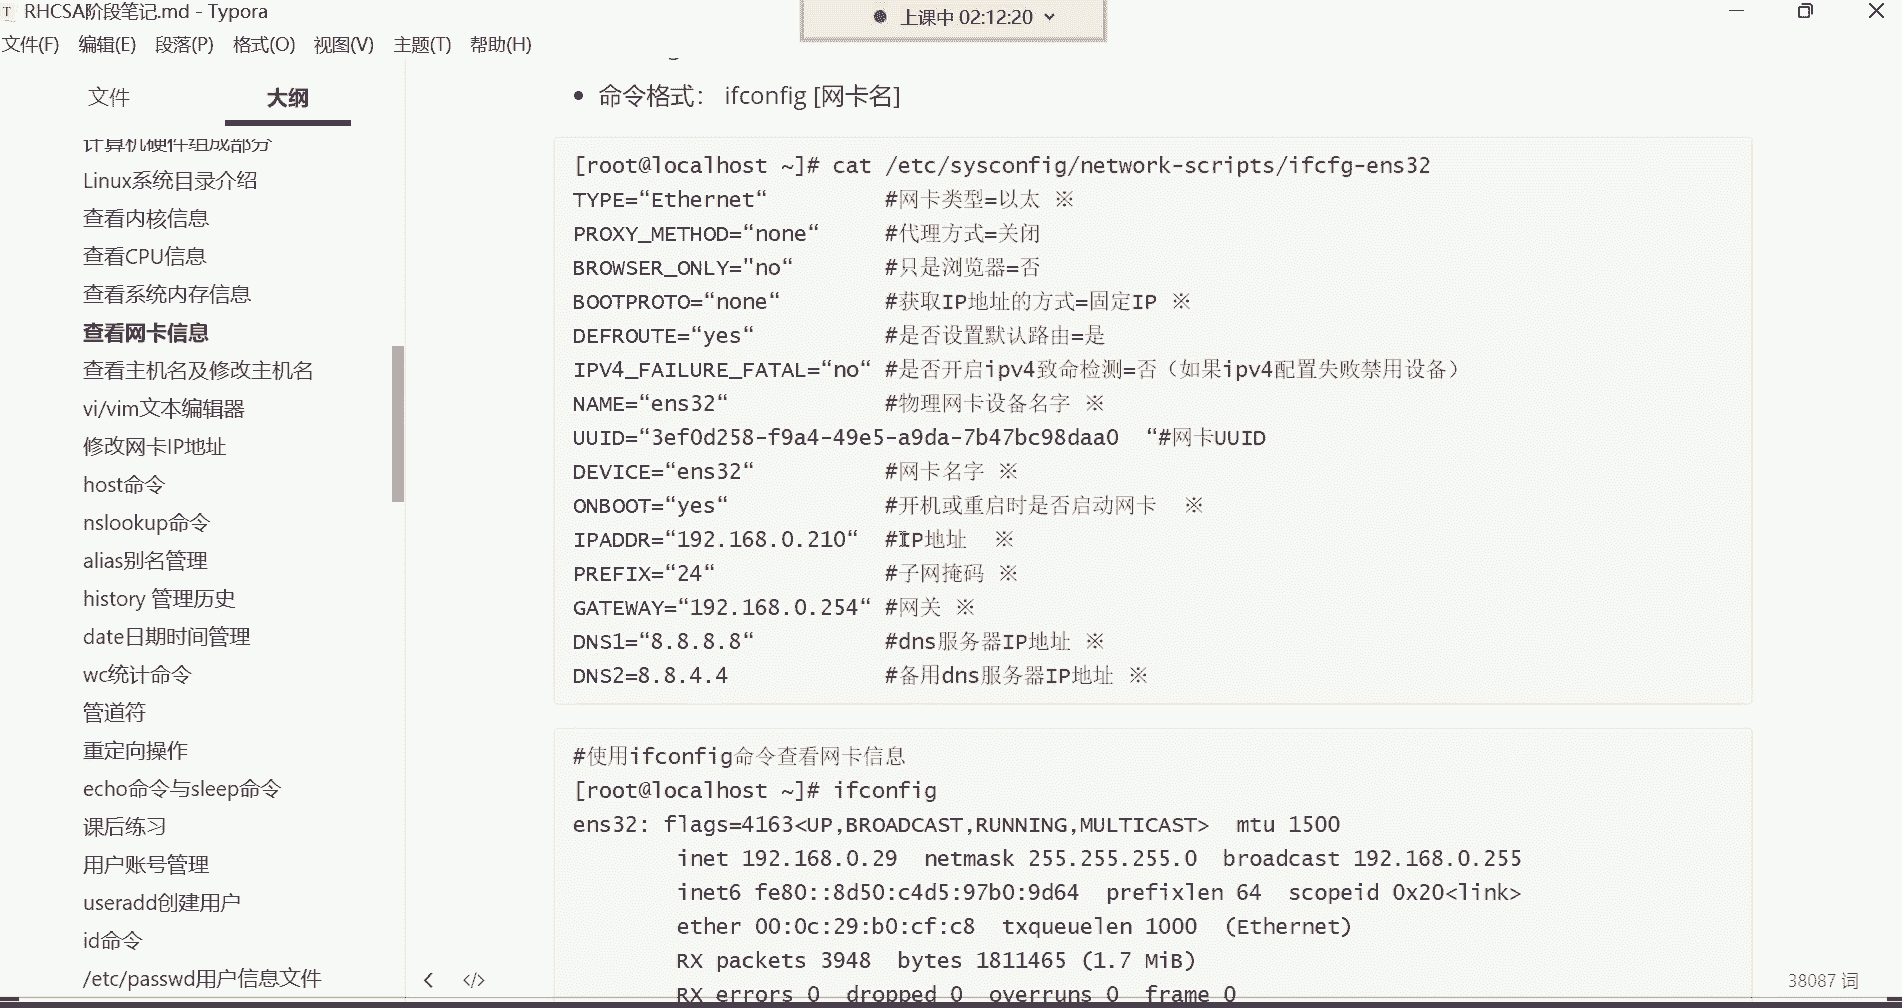 RHCSA阶段笔记.md - Typora
上课中 02:12:20
文件(F) 编辑(E) 段落(P) 格式(O) 视图(V) 主题(T) 帮助(H)
文件 大纲
计算机硬件组成部分
Linux系统目录介绍
查看内核信息
查看CPU信息
查看系统内存信息
查看网卡信息
查看主机名及修改主机名
vi/vim文本编辑器
修改网卡IP地址
host命令
nslookup命令
alias别名管理
history 管理历史
date日期时间管理
wc统计命令
管道符
重定向操作
echo命令与sleep命令
课后练习
用户账号管理
useradd创建用户
id命令
/etc/passwd用户信息文件
• 命令格式： ifconfig [网卡名]
[root@localhost ~]# cat /etc/sysconfig/network-scripts/ifcfg-ens32
TYPE=“Ethernet“ #网卡类型=以太 ※
PROXY_METHOD=“none“ #代理方式=关闭
BROWSER_ONLY="no“ #只是浏览器=否
BOOTPROTO=“none“ #获取IP地址的方式=固定IP ※
DEFROUTE=“yes“ #是否设置默认路由=是
IPV4_FAILURE_FATAL=“no“ #是否开启ipv4致命检测=否（如果ipv4配置失败禁用设备）
NAME=“ens32“ #物理网卡设备名字 ※
UUID=“3ef0d258-f9a4-49e5-a9da-7b47bc98daa0 “#网卡UUID
DEVICE=“ens32“ #网卡名字 ※
ONBOOT=“yes“ #开机或重启时是否启动网卡 ※
IPADDR=“192.168.0.210“ #IP地址 ※
PREFIX=“24“ #子网掩码 ※
GATEWAY=“192.168.0.254“ #网关 ※
DNS1=“8.8.8.8“ #dns服务器IP地址 ※
DNS2=8.8.4.4 #备用dns服务器IP地址 ※
#使用ifconfig命令查看网卡信息
[root@localhost ~]# ifconfig
ens32: flags=4163<UP,BROADCAST,RUNNING,MULTICAST> mtu 1500
inet 192.168.0.29 netmask 255.255.255.0 broadcast 192.168.0.255
inet6 fe80::8d50:c4d5:97b0:9d64 prefixlen 64 scopeid 0x20<link>
ether 00:0c:29:b0:cf:c8 txqueuelen 1000 (Ethernet)
RX packets 3948 bytes 1811465 (1.7 MiB)
RX errors 0 dropped 0 overruns 0 frame 0
38087 词